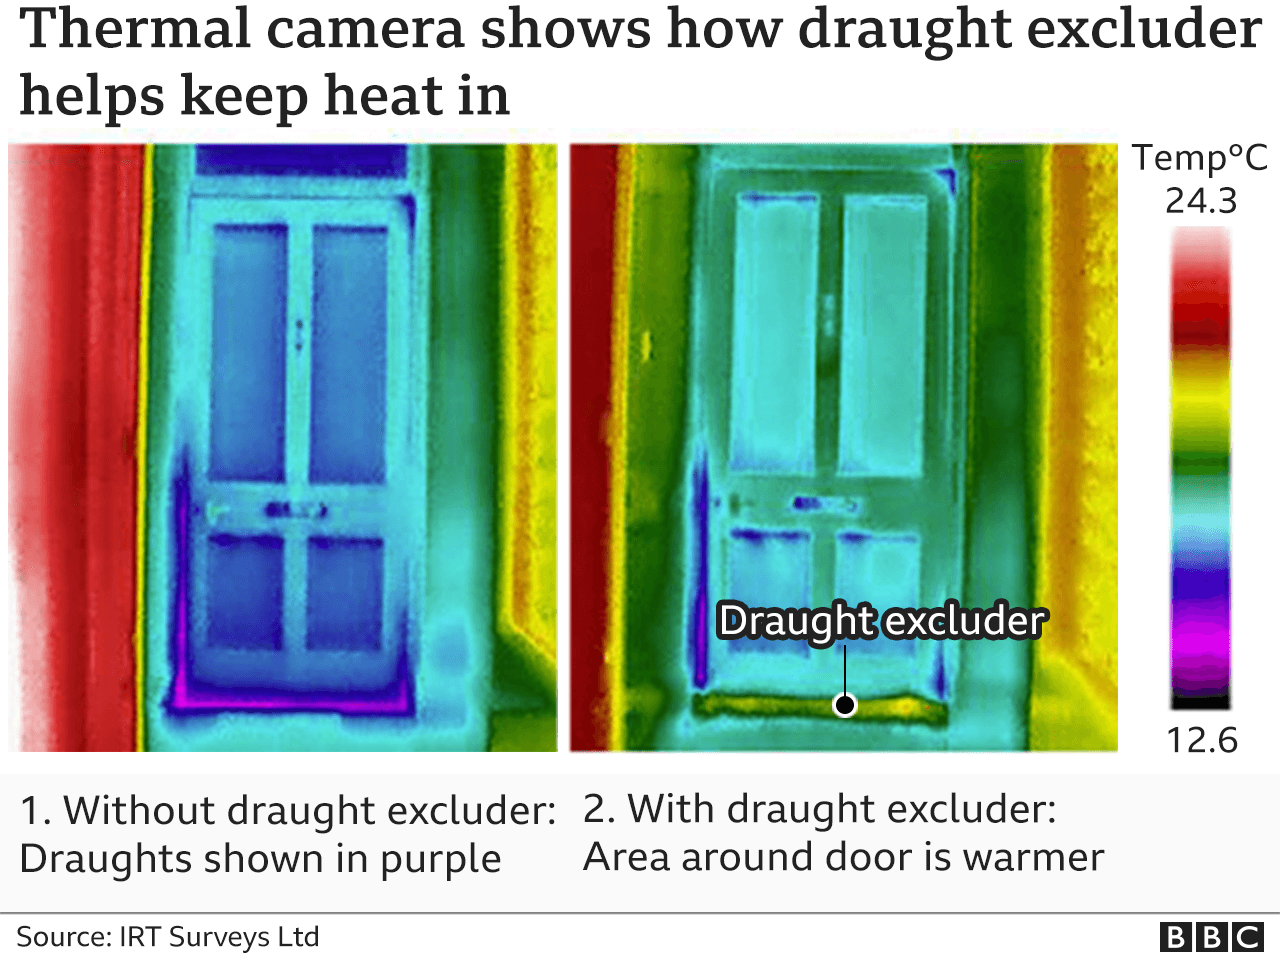 Thermal camera shows how draught excluder
helps keep heat in
Temp°C
24.3
Draught excluder
12.6
1. Without draught excluder:
Draughts shown in purple
2. With draught excluder:
Area around door is warmer
Source: IRT Surveys Ltd
BBC